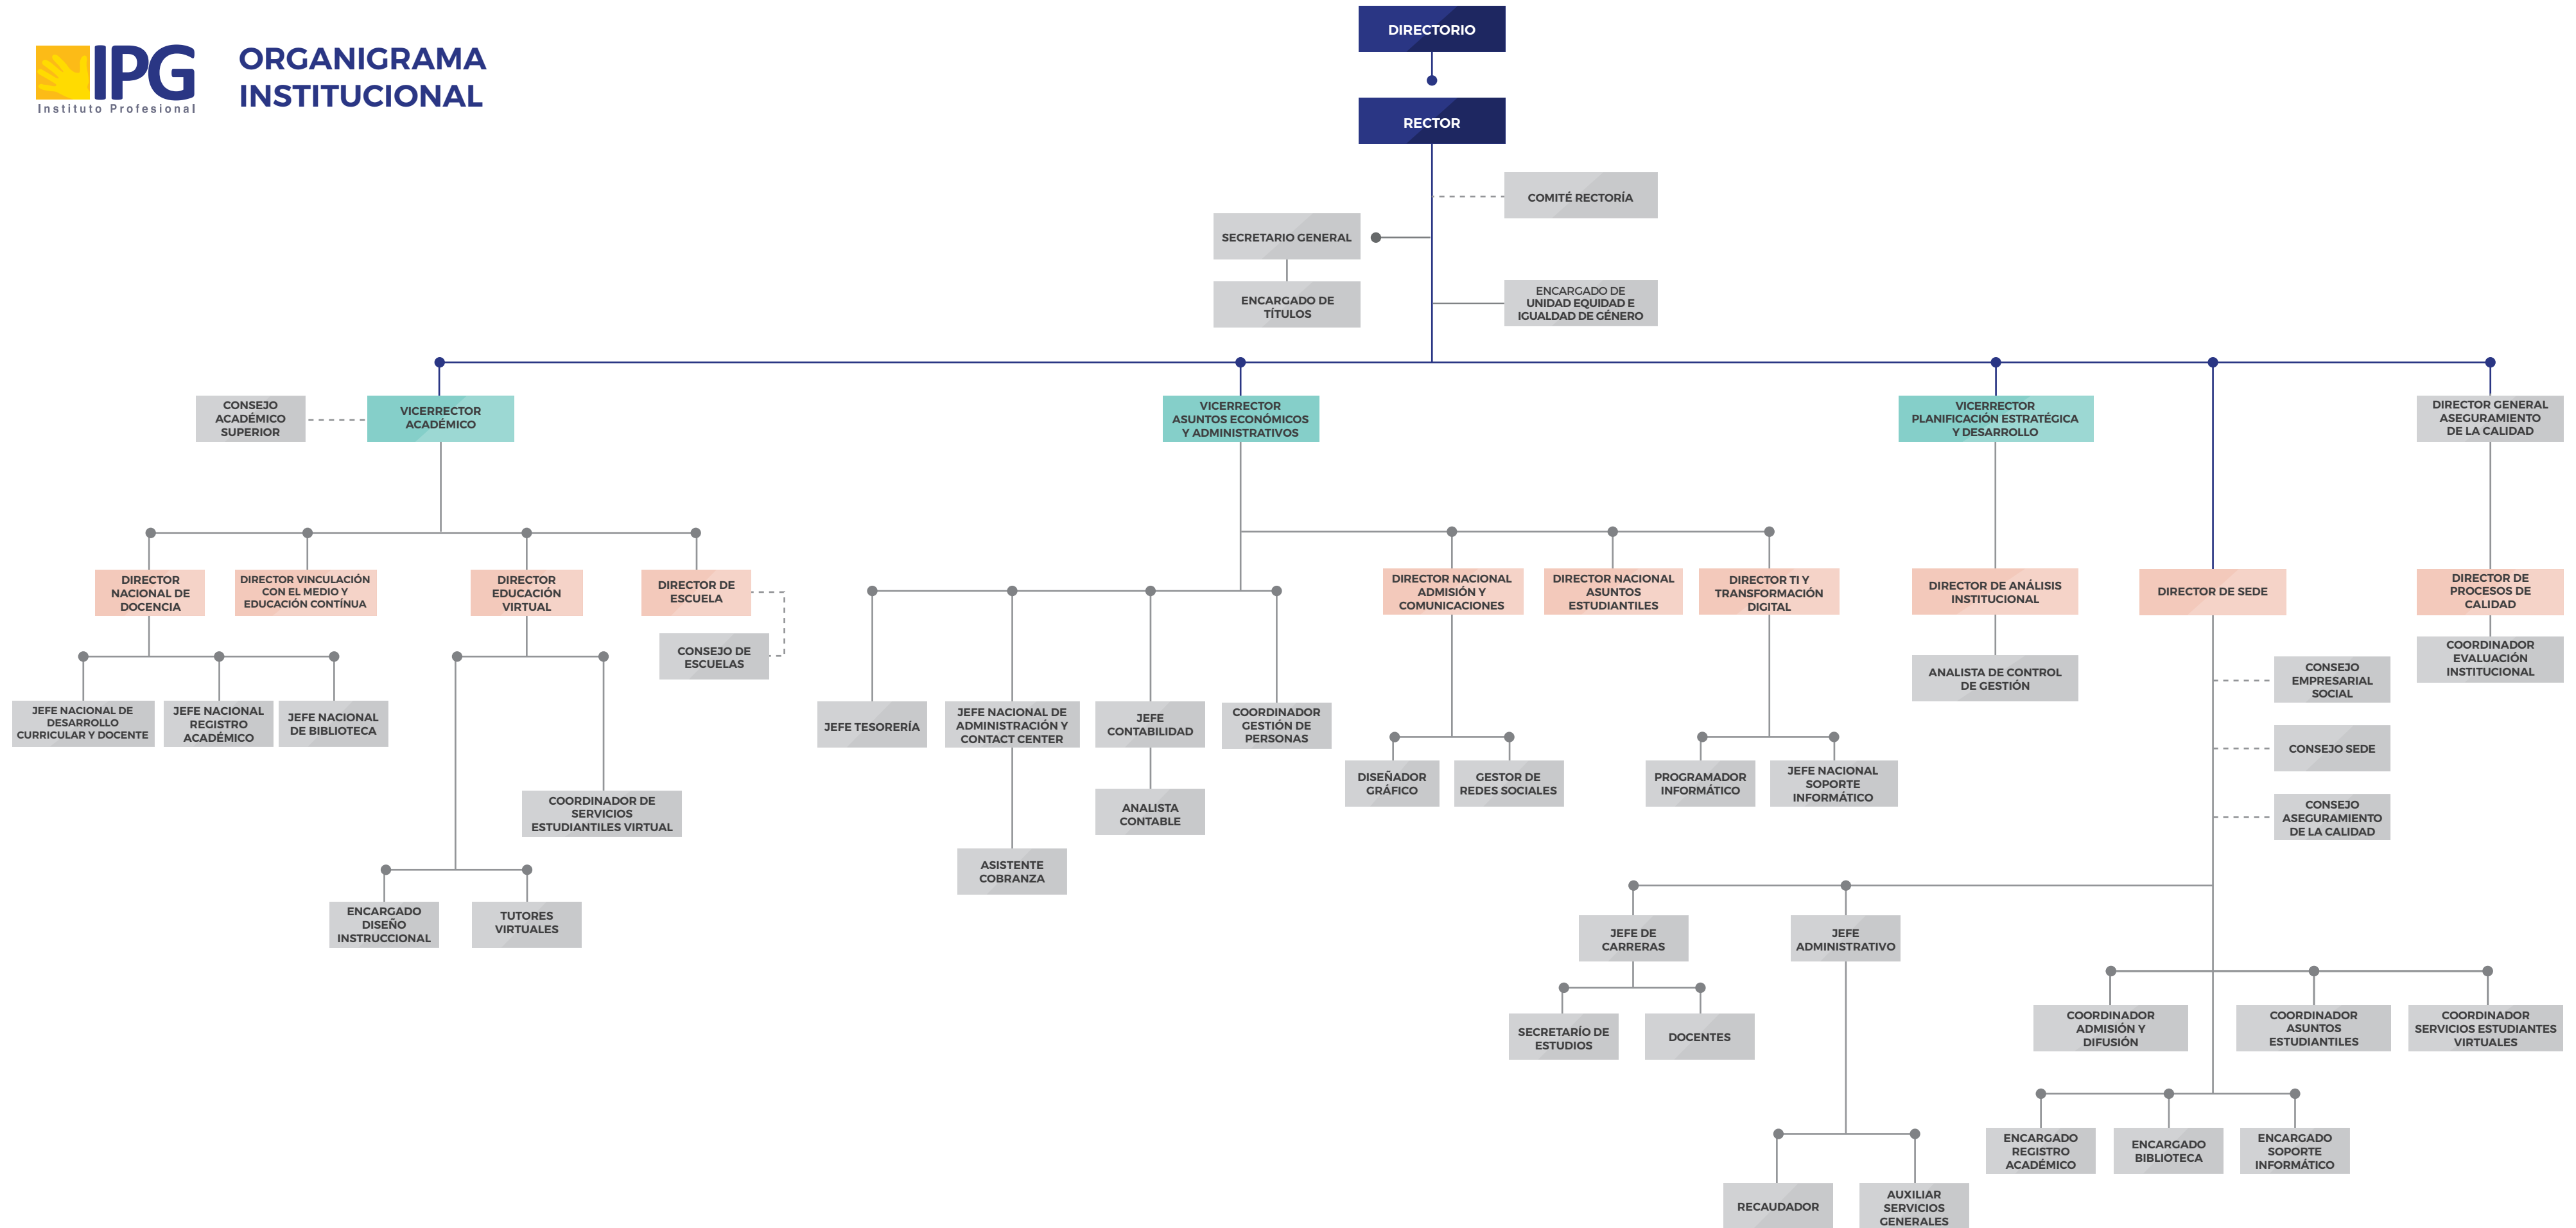 IPG
Instituto Profesional
ORGANIGRAMA
INSTITUCIONAL
DIRECTORIO
RECTOR
COMITÉ RECTORÍA
SECRETARIO GENERAL
ENCARGADO DE
TÍTULOS
ENCARGADO DE
UNIDAD EQUIDAD E
IGUALDAD DE GÉNERO
CONSEJO
ACADÉMICO
SUPERIOR
VICERRECTOR
ACADÉMICO
VICERRECTOR
ASUNTOS ECONÓMICOS
Y ADMINISTRATIVOS
VICERRECTOR
PLANIFICACIÓN ESTRATÉGICA
Y DESARROLLO
DIRECTOR GENERAL
ASEGURAMIENTO
DE LA CALIDAD
DIRECTOR
NACIONAL DE
DOCENCIA
DIRECTOR VINCULACIÓN
CON EL MEDIO Y
EDUCACIÓN CONTÍNUA
DIRECTOR
EDUCACIÓN
VIRTUAL
DIRECTOR DE
ESCUELA
CONSEJO DE
ESCUELAS
DIRECTOR NACIONAL
ADMISIÓN Y
COMUNICACIONES
DIRECTOR NACIONAL
ASUNTOS
ESTUDIANTILES
DIRECTOR TI Y
TRANSFORMACIÓN
DIGITAL
DIRECTOR DE ANÁLISIS
INSTITUCIONAL
DIRECTOR DE SEDE
DIRECTOR DE
PROCESOS DE
CALIDAD
COORDINADOR
EVALUACIÓN
INSTITUCIONAL
ANALISTA DE CONTROL
DE GESTIÓN
CONSEJO
EMPRESARIAL
SOCIAL
CONSEJO SEDE
CONSEJO
ASEGURAMIENTO
DE LA CALIDAD
JEFE NACIONAL DE
DESARROLLO
CURRICULAR Y DOCENTE
JEFE NACIONAL
REGISTRO
ACADÉMICO
JEFE NACIONAL
DE BIBLIOTECA
COORDINADOR DE
SERVICIOS
ESTUDIANTILES VIRTUAL
ENCARGADO
DISEÑO
INSTRUCCIONAL
TUTORES
VIRTUALES
JEFE TESORERÍA
JEFE NACIONAL DE
ADMINISTRACIÓN Y
CONTACT CENTER
JEFE
CONTABILIDAD
COORDINADOR
GESTIÓN DE
PERSONAS
ANALISTA
CONTABLE
ASISTENTE
COBRANZA
DISEÑADOR
GRÁFICO
GESTOR DE
REDES SOCIALES
PROGRAMADOR
INFORMÁTICO
JEFE NACIONAL
SOPORTE
INFORMÁTICO
JEFE DE
CARRERAS
JEFE
ADMINISTRATIVO
SECRETARÍO DE
ESTUDIOS
DOCENTES
COORDINADOR
ADMISIÓN Y
DIFUSIÓN
COORDINADOR
ASUNTOS
ESTUDIANTILES
COORDINADOR
SERVICIOS ESTUDIANTES
VIRTUALES
ENCARGADO
REGISTRO
ACADÉMICO
ENCARGADO
BIBLIOTECA
ENCARGADO
SOPORTE
INFORMÁTICO
RECAUDADOR
AUXILIAR
SERVICIOS
GENERALES